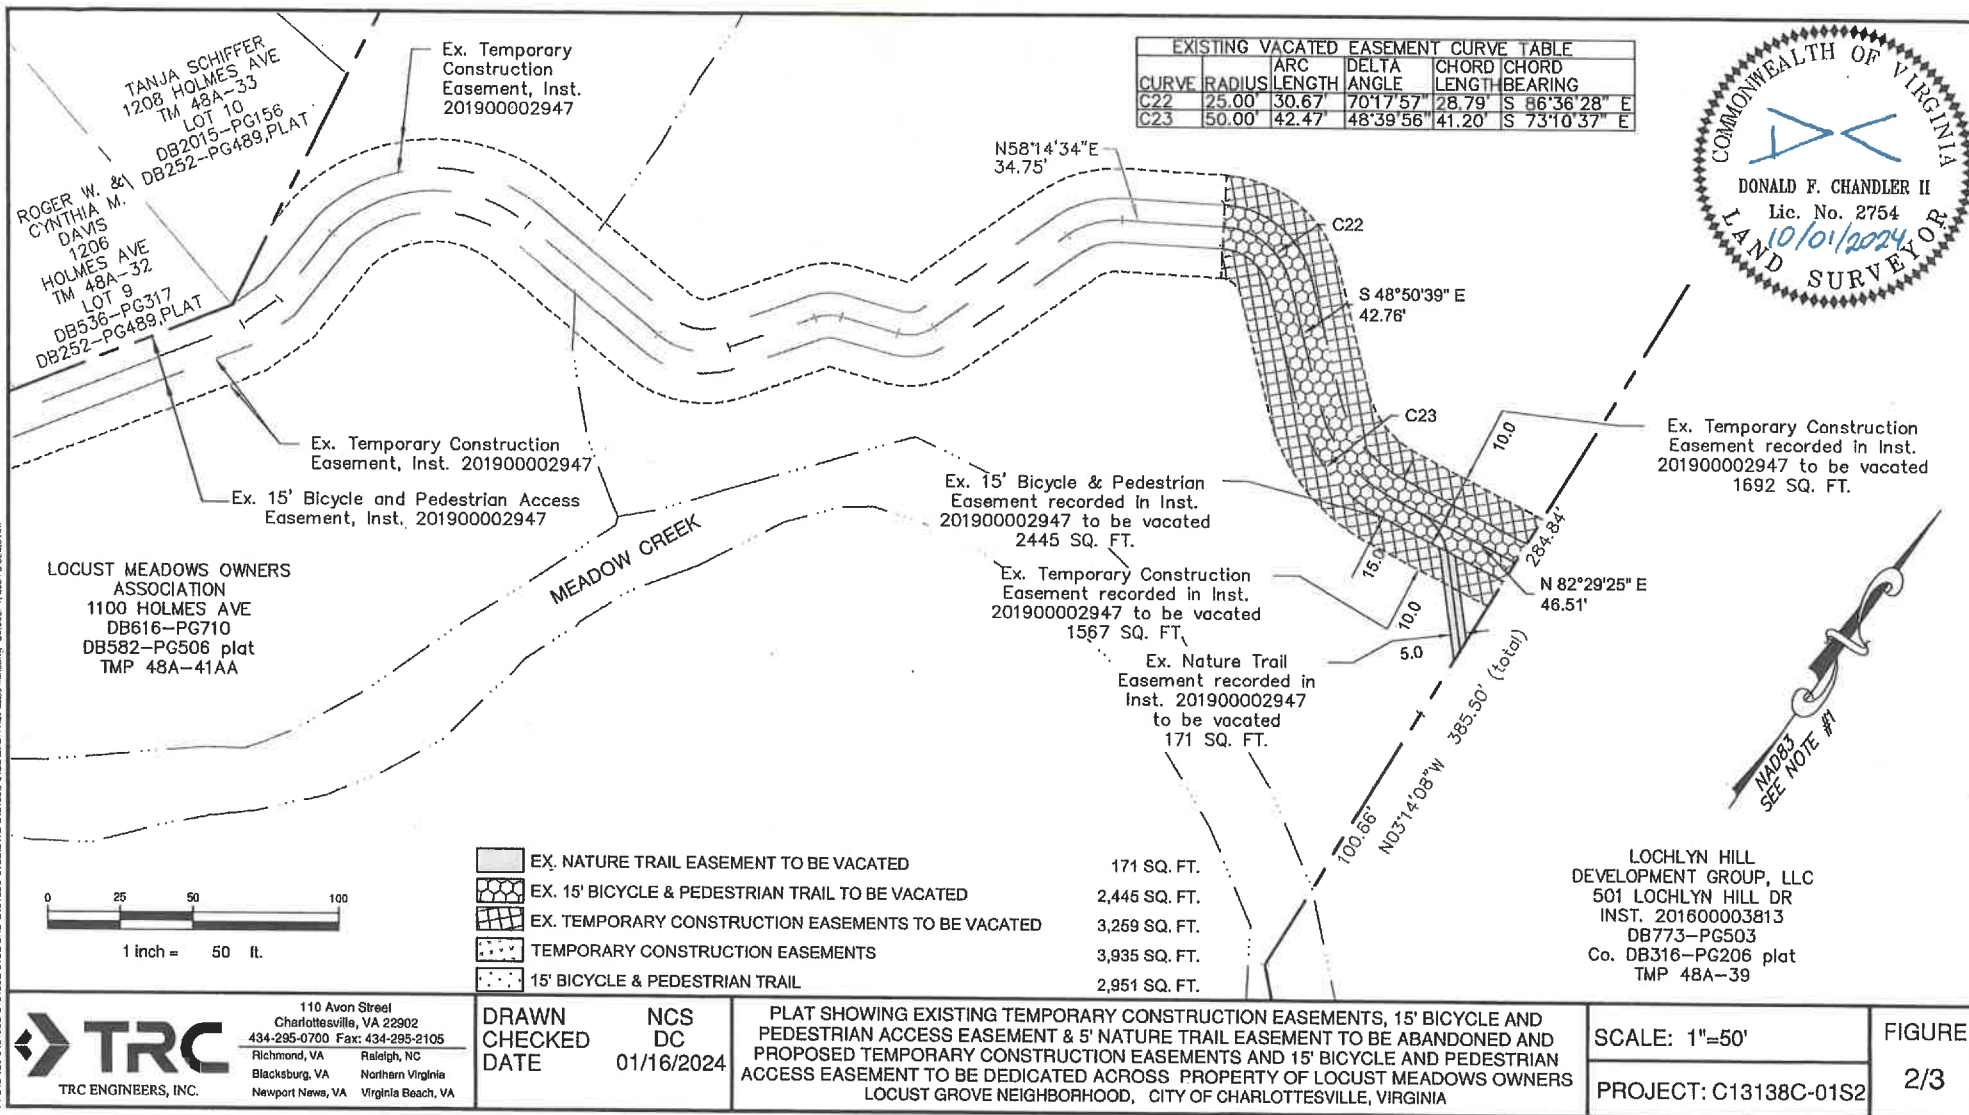 TANJA SCHIFFER
1208 HOLMES AVE
TM 48A-33
LOT 10
DB2015-PG156
DB252-PG489,PLAT
ROGER W. &
CYNTHIA M.
DAVIS
1206
HOLMES AVE
TM 48A-32
LOT 9
DB536-PG317
DB252-PG489,PLAT
Ex. Temporary
Construction
Easement, Inst.
201900002947
EXISTING VACATED EASEMENT CURVE TABLE
CURVE RADIUS ARC LENGTH DELTA ANGLE CHORD LENGTH CHORD BEARING
C22 25.00' 30.67' 70°17'57" 28.79' S 86°36'28" E
C23 50.00' 42.47' 48°39'56" 41.20' S 73°10'37" E
COMMONWEALTH OF VIRGINIA
DONALD F. CHANDLER II
Lic. No. 2754
10/01/2024
LAND SURVEYOR
N58°14'34"E
34.75'
C22
S 48°50'39" E
42.76'
C23
10.0
Ex. Temporary Construction
Easement recorded in Inst.
201900002947 to be vacated
1692 SQ. FT.
Ex. Temporary Construction
Easement, Inst. 201900002947
Ex. 15' Bicycle and Pedestrian Access
Easement, Inst. 201900002947
Ex. 15' Bicycle & Pedestrian
Easement recorded in Inst.
201900002947 to be vacated
2445 SQ. FT.
Ex. Temporary Construction
Easement recorded in Inst.
201900002947 to be vacated
1567 SQ. FT.
Ex. Nature Trail
Easement recorded in
Inst. 201900002947
to be vacated
171 SQ. FT.
15.0
10.0
5.0
284.84'
N 82°29'25" E
46.51'
MEADOW CREEK
LOCUST MEADOWS OWNERS
ASSOCIATION
1100 HOLMES AVE
DB616-PG710
DB582-PG506 plat
TMP 48A-41AA
100.66'
N03°14'08"W 385.50' (total)
NAD83
SEE NOTE #1
LOCHLYN HILL
DEVELOPMENT GROUP, LLC
501 LOCHLYN HILL DR
INST. 201600003813
DB773-PG503
Co. DB316-PG206 plat
TMP 48A-39
EX. NATURE TRAIL EASEMENT TO BE VACATED 171 SQ. FT.
EX. 15' BICYCLE & PEDESTRIAN TRAIL TO BE VACATED 2,445 SQ. FT.
EX. TEMPORARY CONSTRUCTION EASEMENTS TO BE VACATED 3,259 SQ. FT.
TEMPORARY CONSTRUCTION EASEMENTS 3,935 SQ. FT.
15' BICYCLE & PEDESTRIAN TRAIL 2,951 SQ. FT.
0 25 50 100
1 inch = 50 ft.
TRC
TRC ENGINEERS, INC.
110 Avon Street
Charlottesville, VA 22902
434-295-0700 Fax: 434-295-2105
Richmond, VA Raleigh, NC
Blacksburg, VA Northern Virginia
Newport News, VA Virginia Beach, VA
DRAWN NCS
CHECKED DC
DATE 01/16/2024
PLAT SHOWING EXISTING TEMPORARY CONSTRUCTION EASEMENTS, 15' BICYCLE AND
PEDESTRIAN ACCESS EASEMENT & 5' NATURE TRAIL EASEMENT TO BE ABANDONED AND
PROPOSED TEMPORARY CONSTRUCTION EASEMENTS AND 15' BICYCLE AND PEDESTRIAN
ACCESS EASEMENT TO BE DEDICATED ACROSS PROPERTY OF LOCUST MEADOWS OWNERS
LOCUST GROVE NEIGHBORHOOD, CITY OF CHARLOTTESVILLE, VIRGINIA
SCALE: 1"=50'
PROJECT: C13138C-01S2
FIGURE
2/3